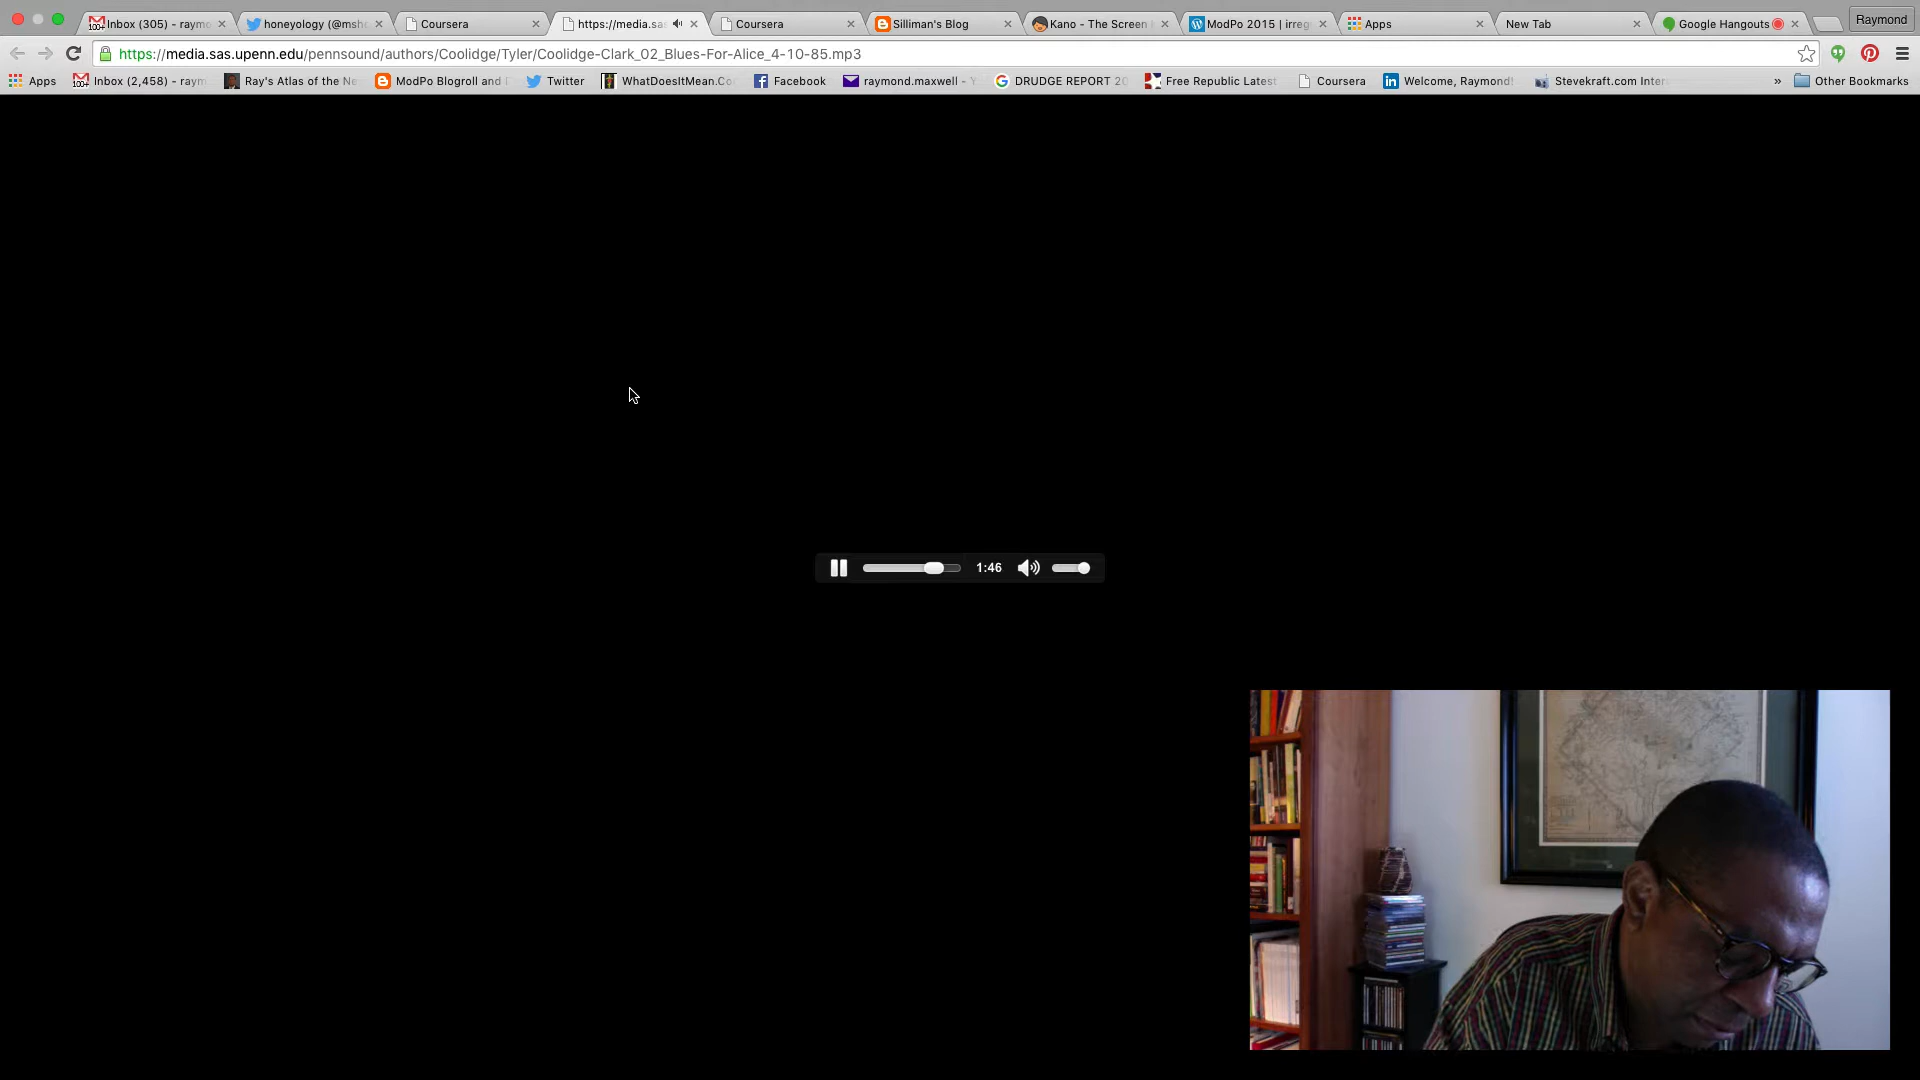 Inbox (305) - raymo
honeyology (@msh
Coursera
https://media.sa
Coursera
Silliman's Blog
Kano - The Screen
ModPo 2015 | irreg
Apps
New Tab
Google Hangouts
Raymond
https://media.sas.upenn.edu/pennsound/authors/Coolidge/Tyler/Coolidge-Clark_02_Blues-For-Alice_4-10-85.mp3
Apps
Inbox (2,458) - raym
Ray's Atlas of the Ne
ModPo Blogroll and
Twitter
WhatDoesItMean.Co
Facebook
raymond.maxwell -
DRUDGE REPORT 20
Free Republic Latest
Coursera
Welcome, Raymond!
Stevekraft.com Inter
» Other Bookmarks
1:46